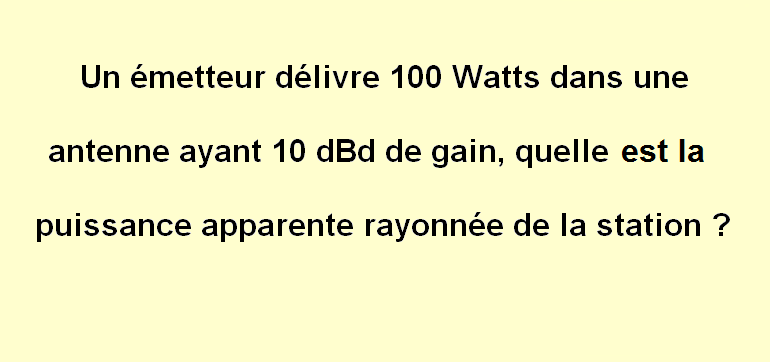 Un émetteur délivre 100 Watts dans une
antenne ayant 10 dBd de gain, quelle est la
puissance apparente rayonnée de la station ?